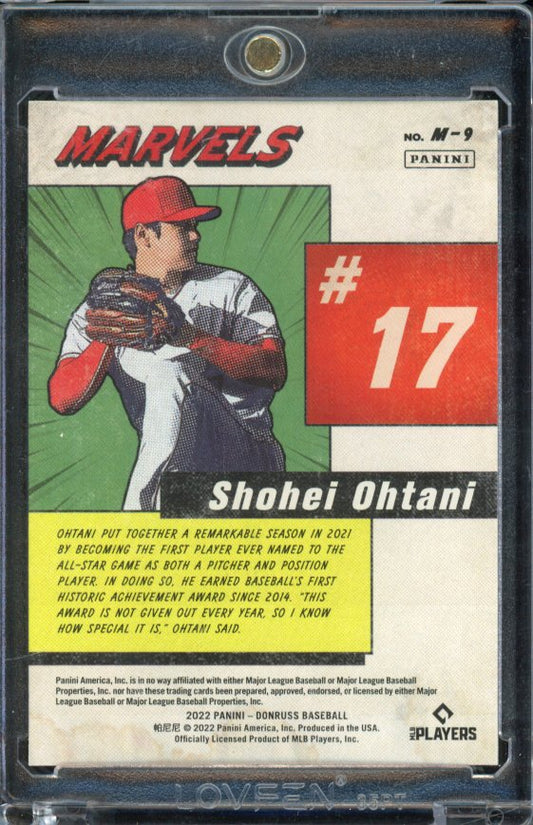 MARVELS
NO. M-9
PANINI
# 17
Shohei Ohtani
OHTANI PUT TOGETHER A REMARKABLE SEASON IN 2021
BY BECOMING THE FIRST PLAYER EVER NAMED TO THE
ALL-STAR GAME AS BOTH A PITCHER AND POSITION
PLAYER. IN DOING SO, HE EARNED BASEBALL'S FIRST
HISTORIC ACHIEVEMENT AWARD SINCE 2014. "THIS
AWARD IS NOT GIVEN OUT EVERY YEAR, SO I KNOW
HOW SPECIAL IT IS," OHTANI SAID.
Panini America, Inc. is in no way affiliated with either Major League Baseball or Major League Baseball
Properties, Inc. nor have these trading cards been prepared, approved, endorsed, or licensed by either Major
League Baseball or Major League Baseball Properties, Inc.
2022 PANINI – DONRUSS BASEBALL
帕尼尼 © 2022 Panini America, Inc. Produced in the USA.
Officially Licensed Product of MLB Players, Inc.
MLB PLAYERS
LOVFEN® 35PT